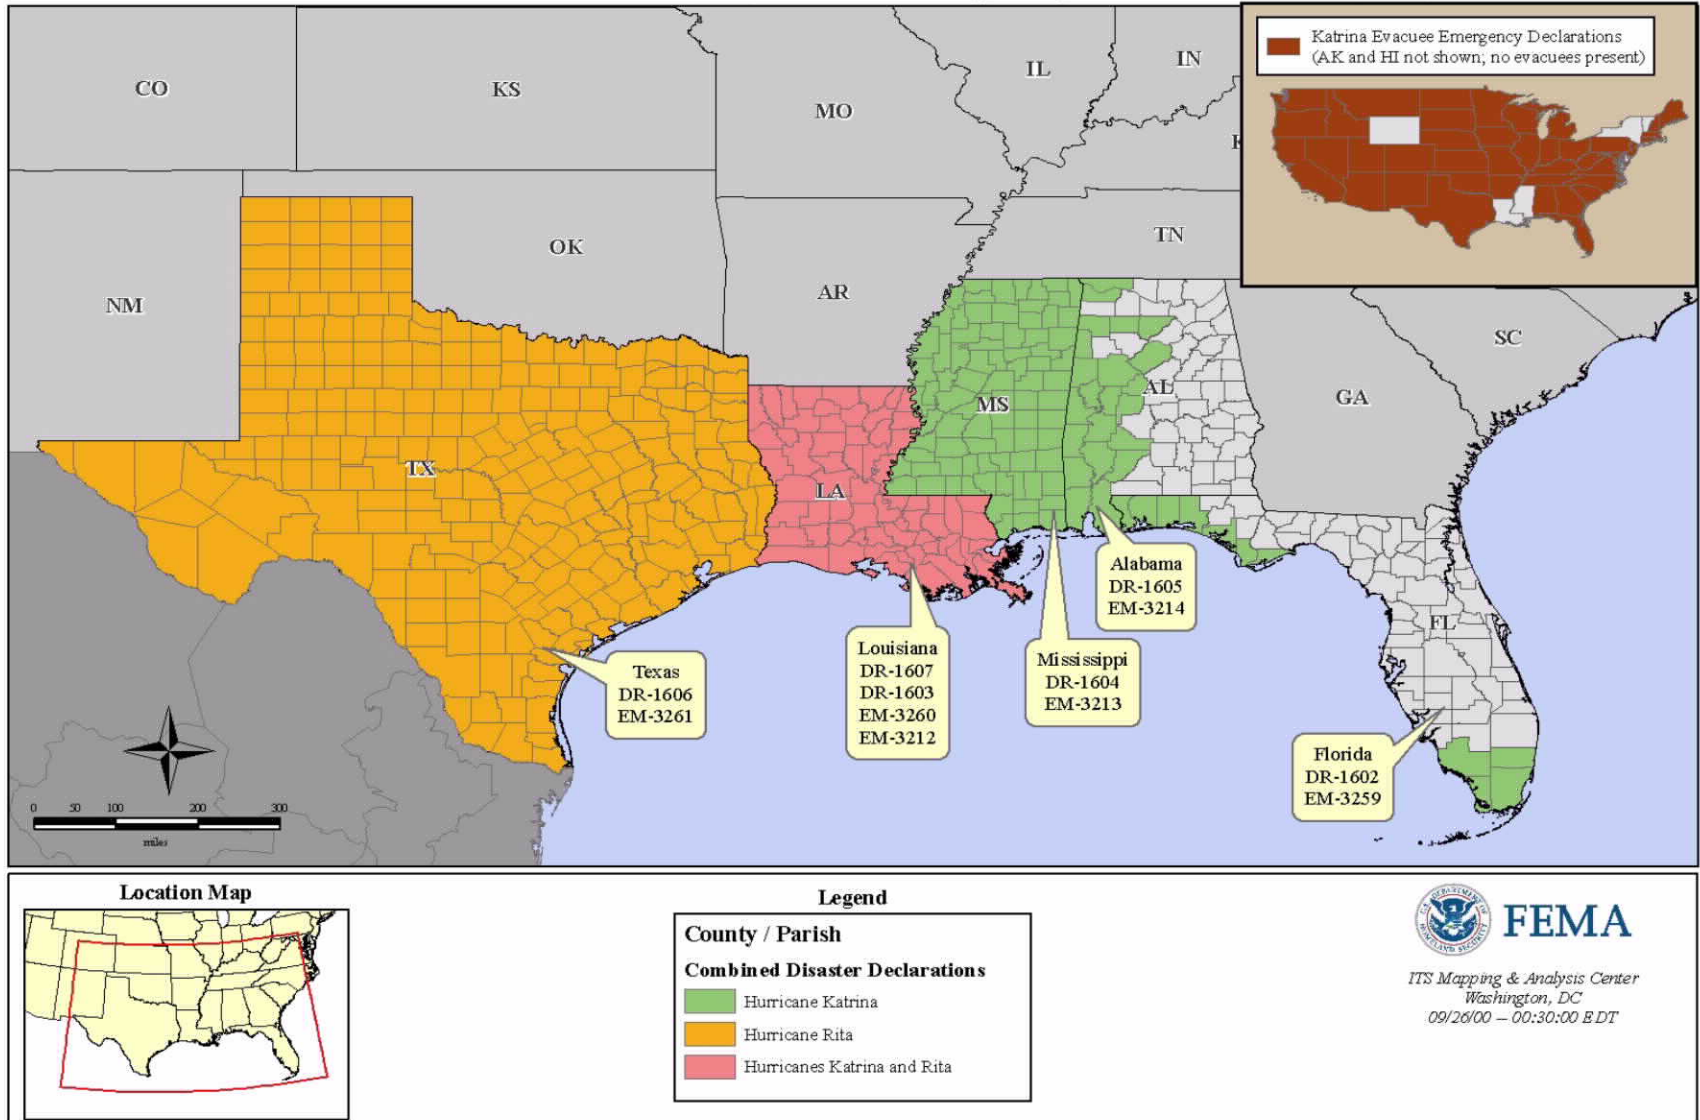 CO
KS
MO
IL
IN
Katrina Evacuee Emergency Declarations
(AK and HI not shown; no evacuees present)
NM
OK
AR
TN
TX
LA
MS
AL
GA
SC
FL
Texas
DR-1606
EM-3261
Louisiana
DR-1607
DR-1603
EM-3260
EM-3212
Mississippi
DR-1604
EM-3213
Alabama
DR-1605
EM-3214
Florida
DR-1602
EM-3259
0 50 100 200 300
miles
Location Map
Legend
County / Parish
Combined Disaster Declarations
Hurricane Katrina
Hurricane Rita
Hurricanes Katrina and Rita
FEMA
ITS Mapping & Analysis Center
Washington, DC
09/26/00 – 00:30:00 EDT